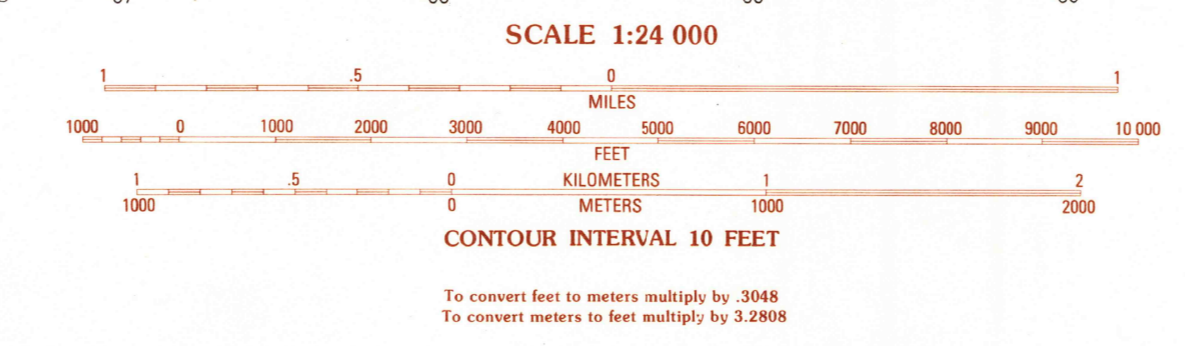 SCALE 1:24 000
1 .5 0 1
MILES
1000 0 1000 2000 3000 4000 5000 6000 7000 8000 9000 10 000
FEET
1 .5 0 KILOMETERS 1 2
1000 0 METERS 1000 2000
CONTOUR INTERVAL 10 FEET
To convert feet to meters multiply by .3048
To convert meters to feet multiply by 3.2808